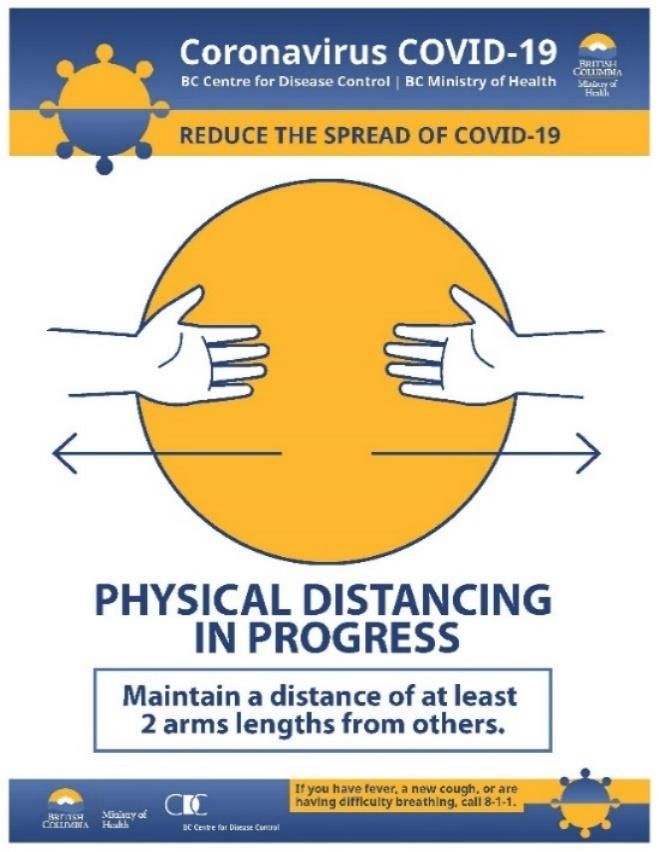 Coronavirus COVID-19
BC Centre for Disease Control | BC Ministry of Health
BRITISH
COLUMBIA
Ministry of
Health
REDUCE THE SPREAD OF COVID-19
PHYSICAL DISTANCING
IN PROGRESS
Maintain a distance of at least
2 arms lengths from others.
BRITISH
COLUMBIA
Ministry of
Health
CDC
BC Centre for Disease Control
If you have fever, a new cough, or are
having difficulty breathing, call 8-1-1.